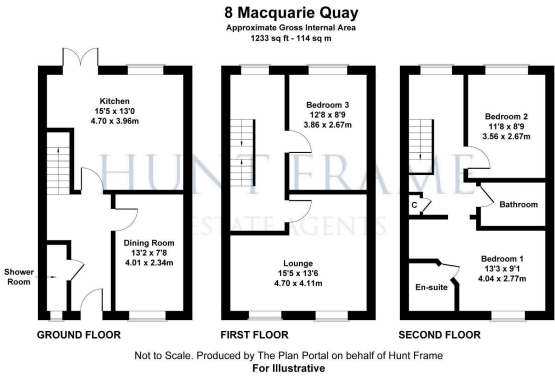 8 Macquarie Quay
Approximate Gross Internal Area
1233 sq ft - 114 sq m
Kitchen
15'5 x 13'0
4.70 x 3.96m
Dining Room
13'2 x 7'8
4.01 x 2.34m
Shower
Room
GROUND FLOOR
Bedroom 3
12'8 x 8'9
3.86 x 2.67m
Lounge
15'5 x 13'6
4.70 x 4.11m
FIRST FLOOR
Bedroom 2
11'8 x 8'9
3.56 x 2.67m
C
Bathroom
Bedroom 1
13'3 x 9'1
4.04 x 2.77m
En-suite
SECOND FLOOR
HUNT FRAME
ESTATE AGENTS
Not to Scale. Produced by The Plan Portal on behalf of Hunt Frame
For Illustrative